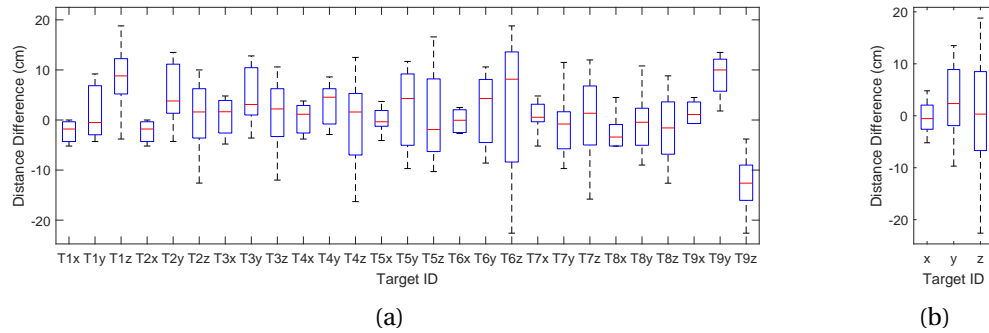 20
10
0
-10
-20
Distance Difference (cm)
T1x T1y T1z T2x T2y T2z T3x T3y T3z T4x T4y T4z T5x T5y T5z T6x T6y T6z T7x T7y T7z T8x T8y T8z T9x T9y T9z
Target ID
(a)
20
10
0
-10
-20
Distance Difference (cm)
x y z
Target ID
(b)